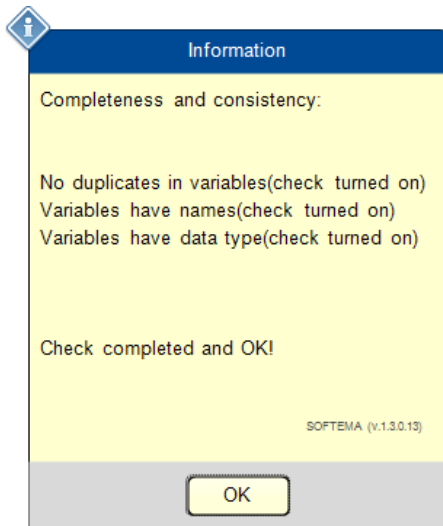 Information
Completeness and consistency:
No duplicates in variables(check turned on)
Variables have names(check turned on)
Variables have data type(check turned on)
Check completed and OK!
SOFTEMA (v.1.3.0.13)
OK